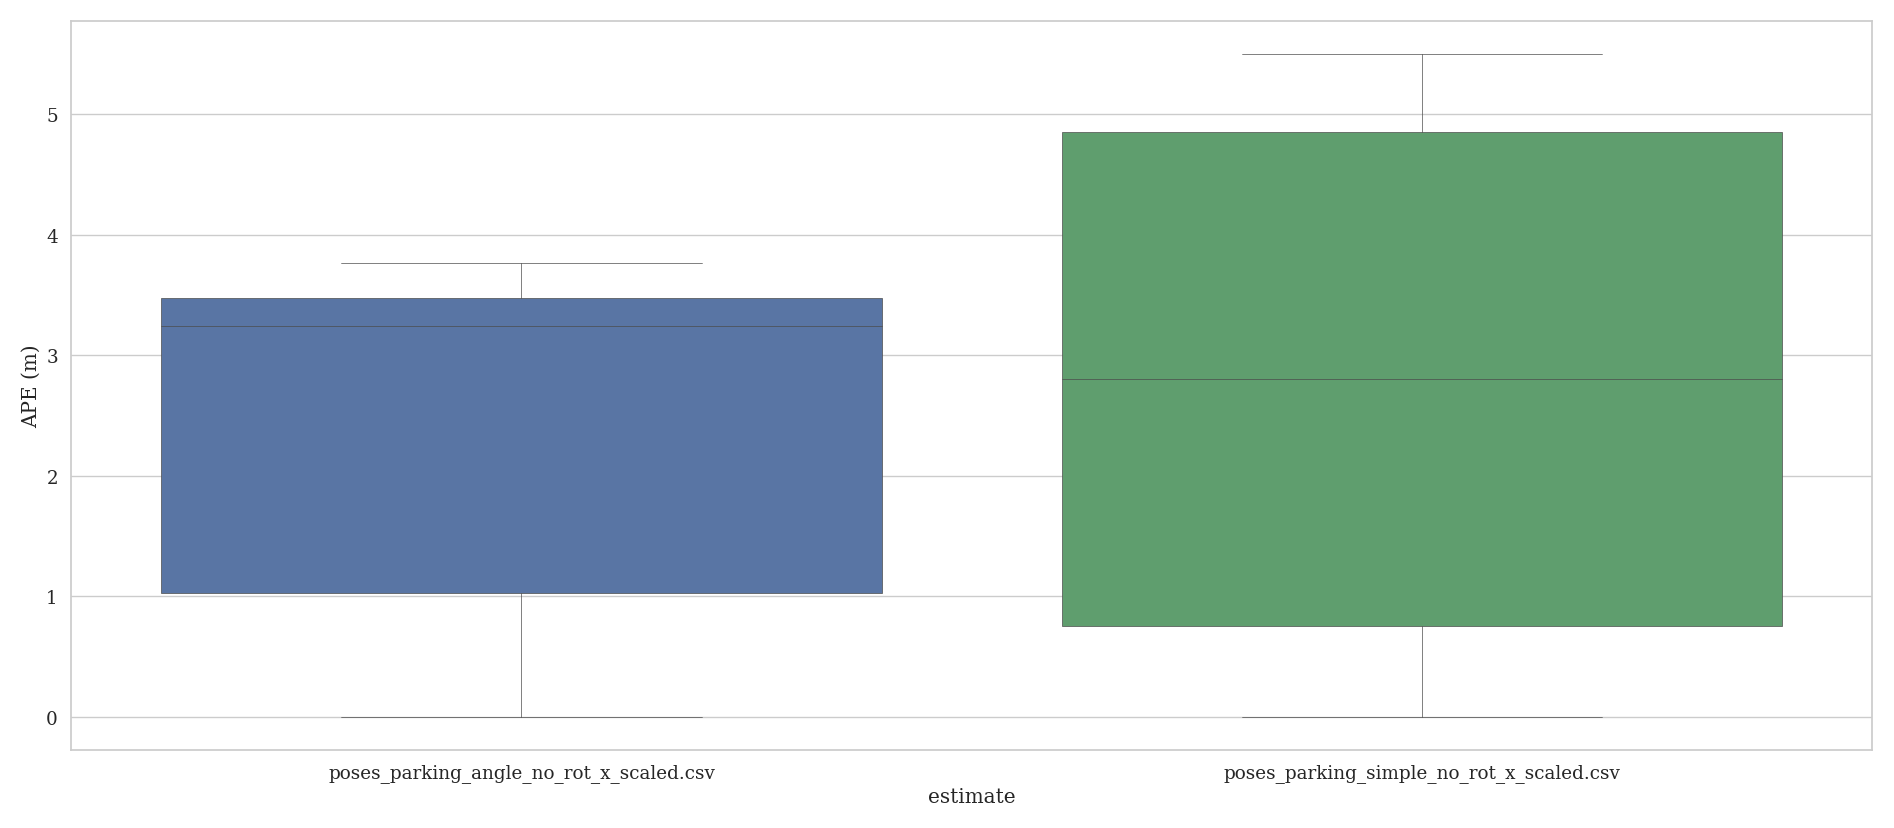 5
4
3
2
1
0
APE (m)
poses_parking_angle_no_rot_x_scaled.csv
poses_parking_simple_no_rot_x_scaled.csv
estimate